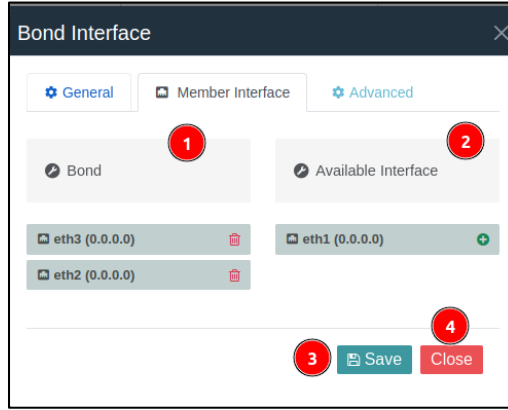 Bond Interface
General
Member Interface
Advanced
1
2
Bond
Available Interface
eth3 (0.0.0.0)
eth1 (0.0.0.0)
eth2 (0.0.0.0)
4
3
Save
Close